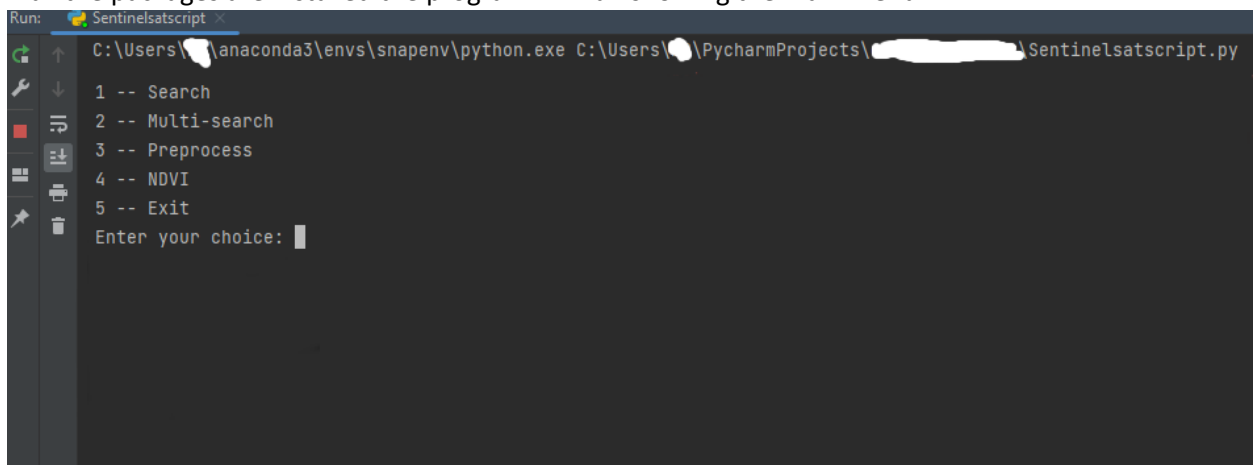 Run: Sentinelsatscript ×
C:\Users\ \anaconda3\envs\snapenv\python.exe C:\Users\ \PycharmProjects\ \Sentinelsatscript.py
1 -- Search
2 -- Multi-search
3 -- Preprocess
4 -- NDVI
5 -- Exit
Enter your choice: